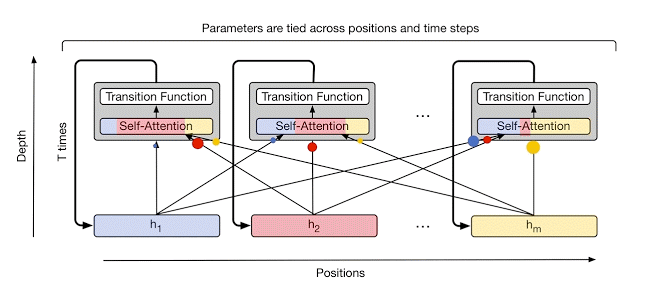 Parameters are tied across positions and time steps
Transition Function
Transition Function
Transition Function
...
Self-Attention
Self-Attention
Self-Attention
Depth
T times
h1
h2
...
hm
Positions